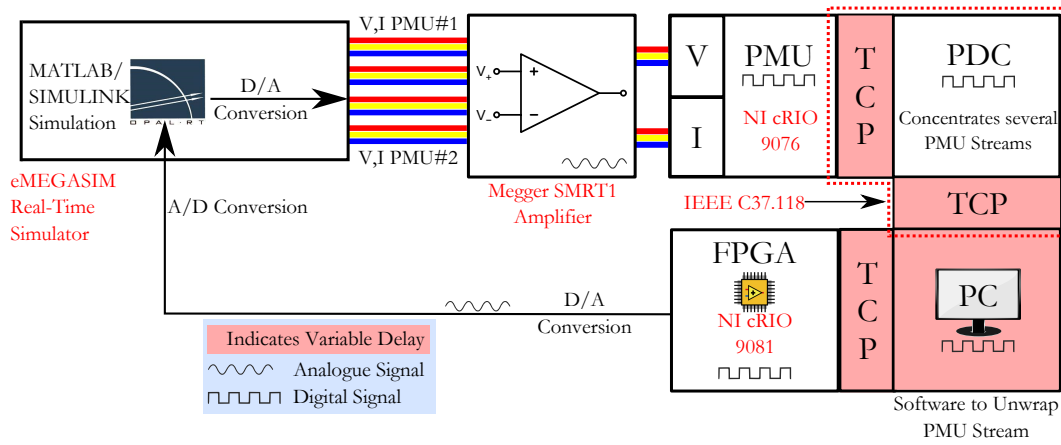 V,I PMU#1
MATLAB/
SIMULINK
Simulation
OPAL-RT
D/A
Conversion
V,I PMU#2
V+
V−
+
−
V
I
PMU
NI cRIO
9076
T
C
P
PDC
Concentrates several
PMU Streams
eMEGASIM
Real-Time
Simulator
A/D Conversion
Megger SMRT1
Amplifier
IEEE C37.118
TCP
FPGA
NI cRIO
9081
T
C
P
PC
D/A
Conversion
Indicates Variable Delay
Analogue Signal
Digital Signal
Software to Unwrap
PMU Stream